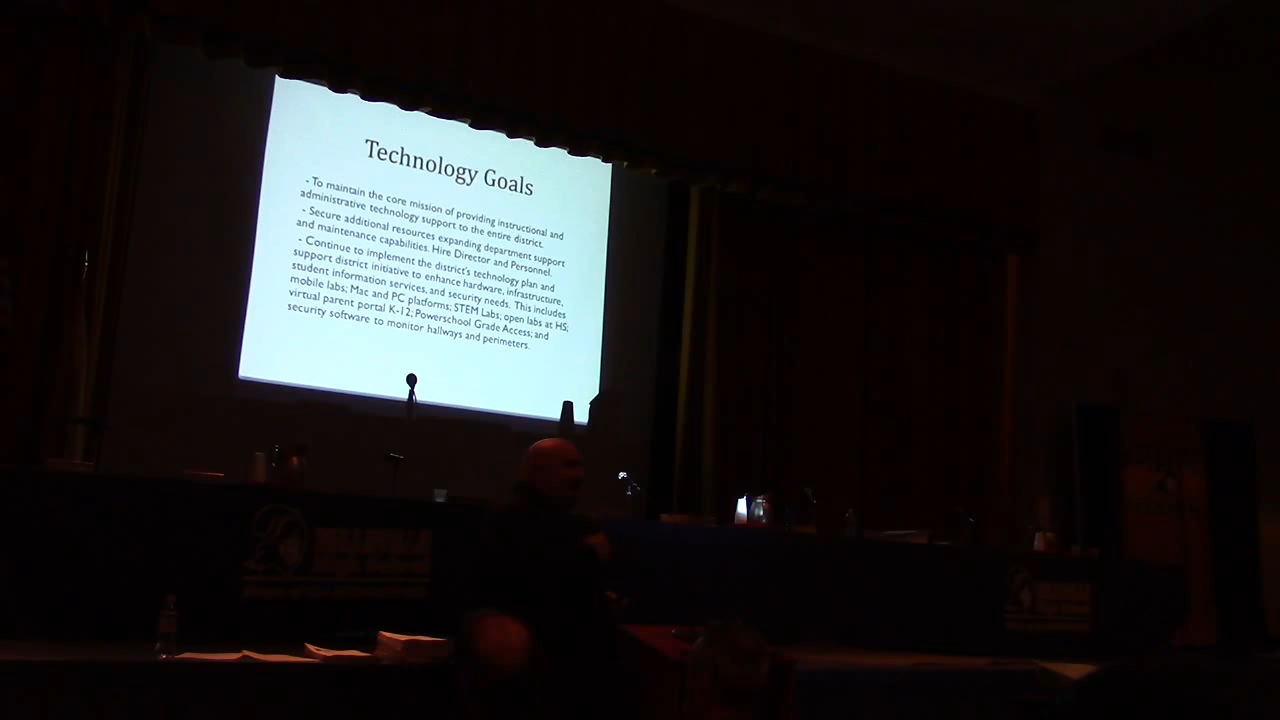 Technology Goals
- To maintain the core mission of providing instructional and
administrative technology support to the entire district.
- Secure additional resources expanding department support
and maintenance capabilities. Hire Director and Personnel.
- Continue to implement the district's technology plan and
support district initiative to enhance hardware, infrastructure,
student information services, and security needs. This includes
mobile labs; Mac and PC platforms; STEM Labs; open labs at HS;
virtual parent portal K-12; Powerschool Grade Access; and
security software to monitor hallways and perimeters.